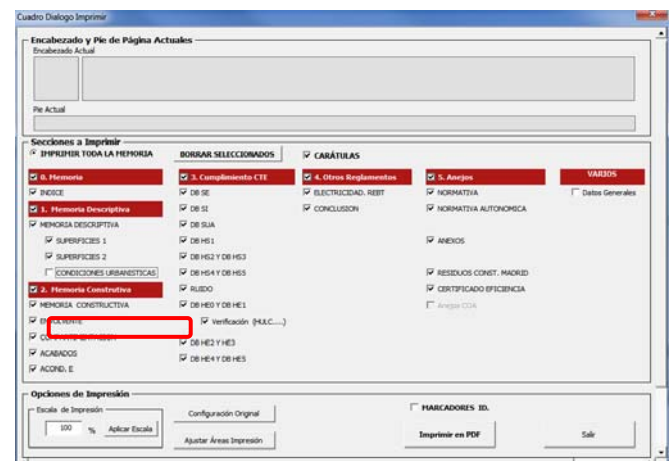 Cuadro Dialogo Imprimir
Encabezado y Pie de Página Actuales
Encabezado Actual
Pie Actual
Secciones a Imprimir
IMPRIMIR TODA LA MEMORIA
BORRAR SELECCIONADOS
CARÁTULAS
0. Memoria
INDICE
1. Memoria Descriptiva
MEMORIA DESCRIPTIVA
SUPERFICIES 1
SUPERFICIES 2
CONDICIONES URBANISTICAS
2. Memoria Construtiva
MEMORIA CONSTRUCTIVA
ENVOLVENTE
ACABADOS
ACOND. E
3. Cumplimiento CTE
DB SE
DB SI
DB SUA
DB HS1
DB HS2 Y DB HS3
DB HS4 Y DB HS5
RUIDO
DB HE0 Y DB HE1
Verificación (HULC.....)
DB HE2 Y HE3
DB HE4 Y DB HE5
4. Otros Reglamentos
ELECTRICIDAD. REBT
CONCLUSION
5. Anejos
NORMATIVA
NORMATIVA AUTONOMICA
ANEXOS
RESIDUOS CONST. MADRID
CERTIFICADO EFICIENCIA
Anejos COA
VARIOS
Datos Generales
Opciones de Impresión
Escala de Impresión
100 % Aplicar Escala
Configuración Original
Ajustar Áreas Impresión
MARCADORES ID.
Imprimir en PDF
Salir